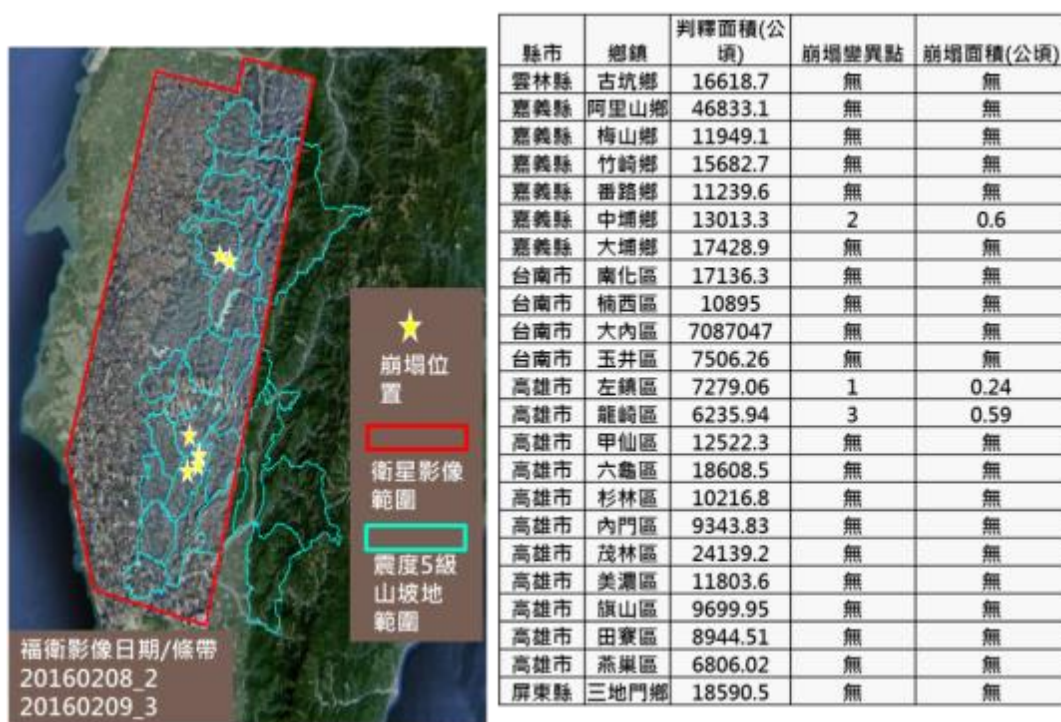 崩塌位
置
衛星影像
範圍
震度5級
山坡地
範圍
福衛影像日期/條帶
20160208_2
20160209_3
縣市 鄉鎮 判釋面積(公頃) 崩塌變異點 崩塌面積(公頃)
雲林縣 古坑鄉 16618.7 無 無
嘉義縣 阿里山鄉 46833.1 無 無
嘉義縣 梅山鄉 11949.1 無 無
嘉義縣 竹崎鄉 15682.7 無 無
嘉義縣 番路鄉 11239.6 無 無
嘉義縣 中埔鄉 13013.3 2 0.6
嘉義縣 大埔鄉 17428.9 無 無
台南市 南化區 17136.3 無 無
台南市 楠西區 10895 無 無
台南市 大內區 7087047 無 無
台南市 玉井區 7506.26 無 無
高雄市 左鎮區 7279.06 1 0.24
高雄市 龍崎區 6235.94 3 0.59
高雄市 甲仙區 12522.3 無 無
高雄市 六龜區 18608.5 無 無
高雄市 杉林區 10216.8 無 無
高雄市 內門區 9343.83 無 無
高雄市 茂林區 24139.2 無 無
高雄市 美濃區 11803.6 無 無
高雄市 旗山區 9699.95 無 無
高雄市 田寮區 8944.51 無 無
高雄市 燕巢區 6806.02 無 無
屏東縣 三地門鄉 18590.5 無 無